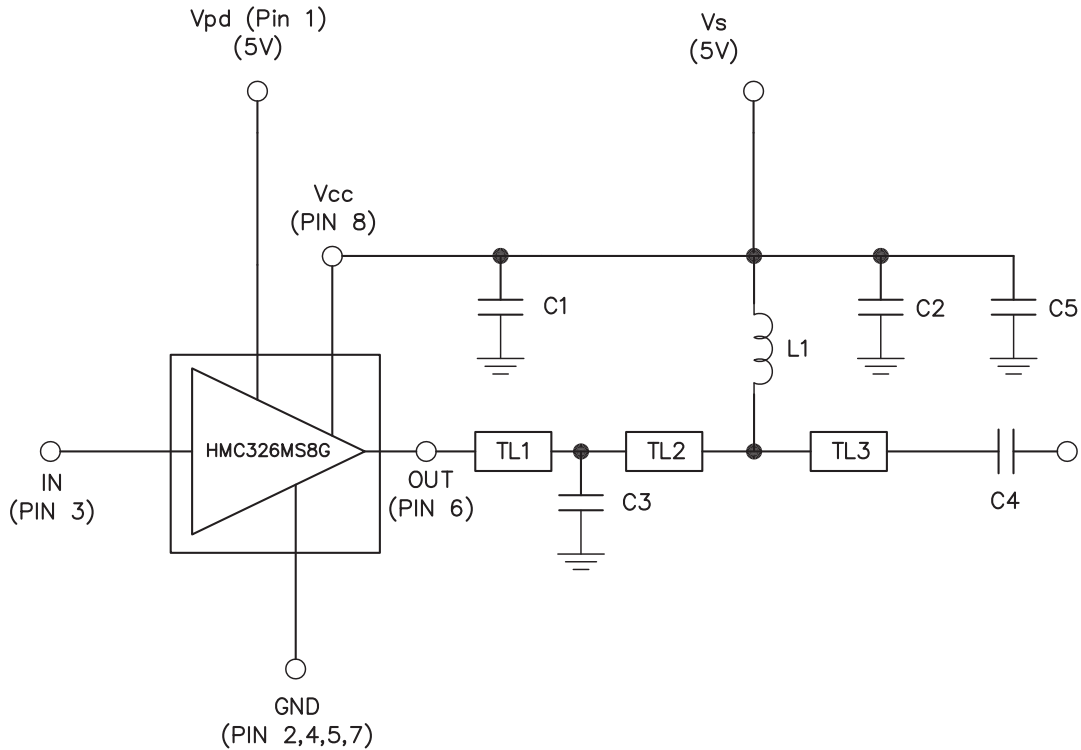 Vpd (Pin 1)
(5V)
Vs
(5V)
Vcc
(PIN 8)
C1
C2
C5
L1
HMC326MS8G
IN
(PIN 3)
OUT
(PIN 6)
TL1
TL2
TL3
C3
C4
GND
(PIN 2,4,5,7)